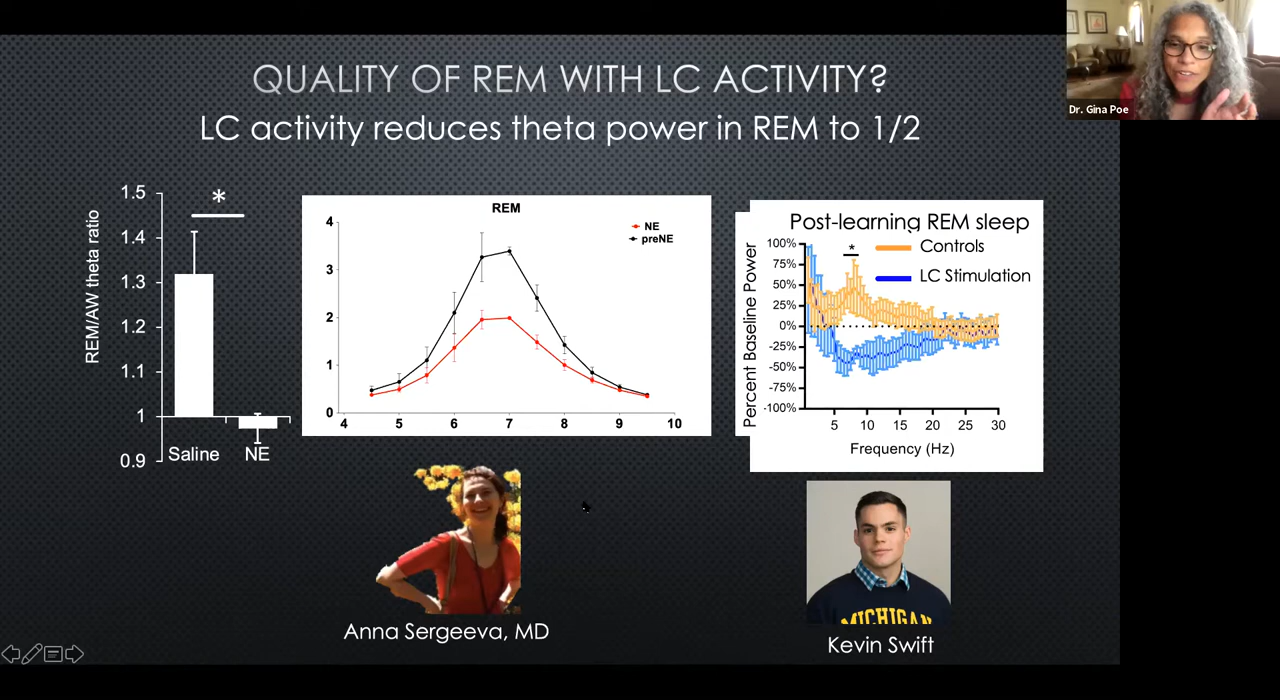 QUALITY OF REM WITH LC ACTIVITY?
LC activity reduces theta power in REM to 1/2
Dr. Gina Poe
REM/AW theta ratio
1.5
1.4
1.3
1.2
1.1
1
0.9
*
Saline NE
REM
4
3
2
1
0
4 5 6 7 8 9 10
NE
preNE
Post-learning REM sleep
Controls
LC Stimulation
*
Percent Baseline Power
100%
75%
50%
25%
0%
-25%
-50%
-75%
-100%
5 10 15 20 25 30
Frequency (Hz)
MICHIGAN
Anna Sergeeva, MD
Kevin Swift